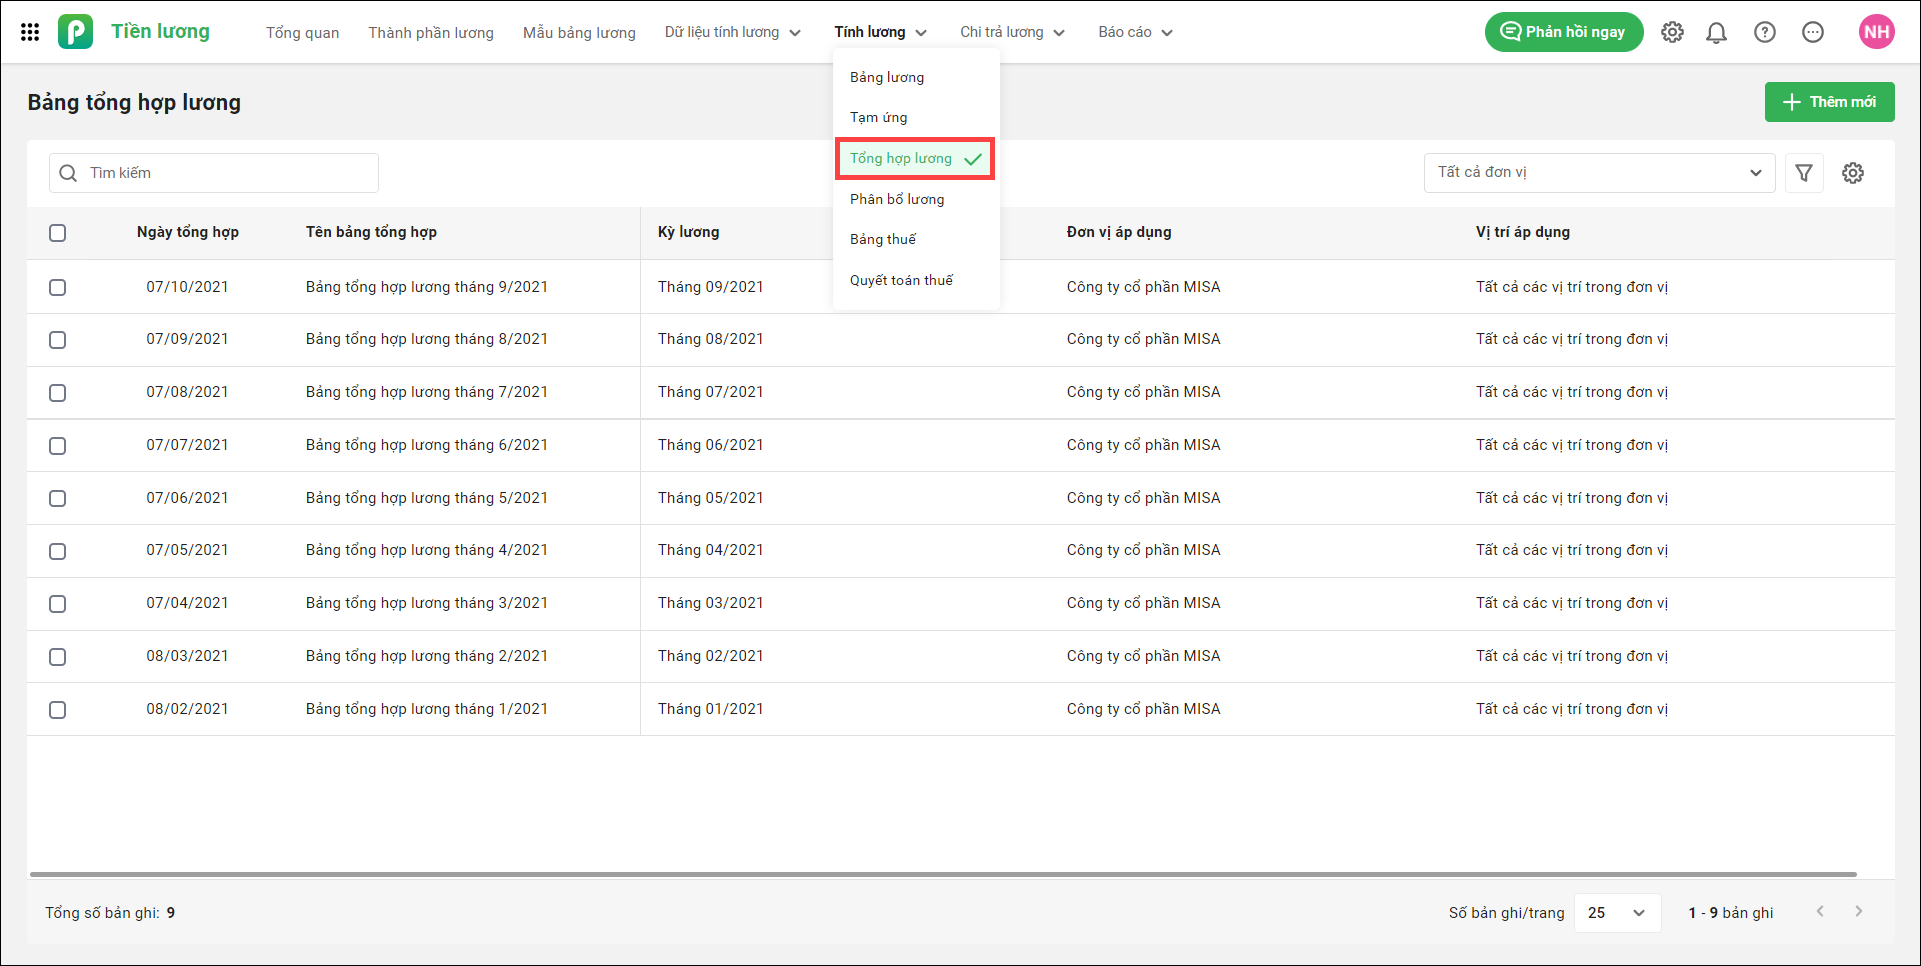 Tiền lương Tổng quan Thành phần lương Mẫu bảng lương Dữ liệu tính lương Tính lương Chi trả lương Báo cáo Phản hồi ngay NH
Bảng lương
Tạm ứng
Tổng hợp lương
Phân bổ lương
Bảng thuế
Quyết toán thuế
Bảng tổng hợp lương Thêm mới
Tìm kiếm Tất cả đơn vị
Ngày tổng hợp Tên bảng tổng hợp Kỳ lương Đơn vị áp dụng Vị trí áp dụng
07/10/2021 Bảng tổng hợp lương tháng 9/2021 Tháng 09/2021 Công ty cổ phần MISA Tất cả các vị trí trong đơn vị
07/09/2021 Bảng tổng hợp lương tháng 8/2021 Tháng 08/2021 Công ty cổ phần MISA Tất cả các vị trí trong đơn vị
07/08/2021 Bảng tổng hợp lương tháng 7/2021 Tháng 07/2021 Công ty cổ phần MISA Tất cả các vị trí trong đơn vị
07/07/2021 Bảng tổng hợp lương tháng 6/2021 Tháng 06/2021 Công ty cổ phần MISA Tất cả các vị trí trong đơn vị
07/06/2021 Bảng tổng hợp lương tháng 5/2021 Tháng 05/2021 Công ty cổ phần MISA Tất cả các vị trí trong đơn vị
07/05/2021 Bảng tổng hợp lương tháng 4/2021 Tháng 04/2021 Công ty cổ phần MISA Tất cả các vị trí trong đơn vị
07/04/2021 Bảng tổng hợp lương tháng 3/2021 Tháng 03/2021 Công ty cổ phần MISA Tất cả các vị trí trong đơn vị
08/03/2021 Bảng tổng hợp lương tháng 2/2021 Tháng 02/2021 Công ty cổ phần MISA Tất cả các vị trí trong đơn vị
08/02/2021 Bảng tổng hợp lương tháng 1/2021 Tháng 01/2021 Công ty cổ phần MISA Tất cả các vị trí trong đơn vị
Tổng số bản ghi: 9 Số bản ghi/trang 25 1 - 9 bản ghi